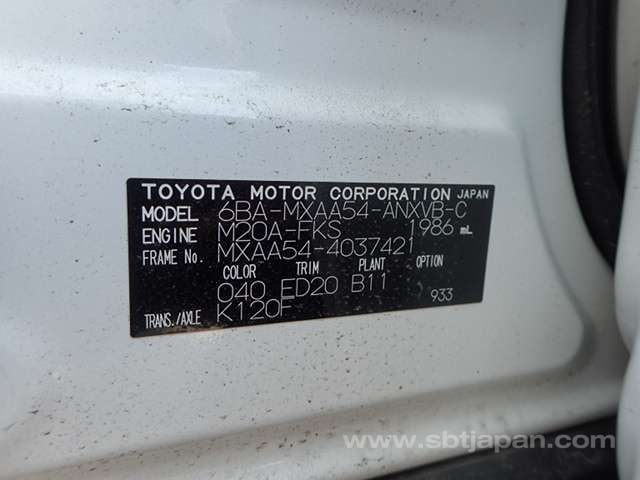 TOYOTA MOTOR CORPORATION JAPAN
MODEL 6BA-MXAA54-ANXVB-C
ENGINE M20A-FKS 1986 mL
FRAME No. MXAA54-4037421
COLOR TRIM PLANT OPTION
040 ED20 B11 933
TRANS./AXLE K120F
www.sbtjapan.com